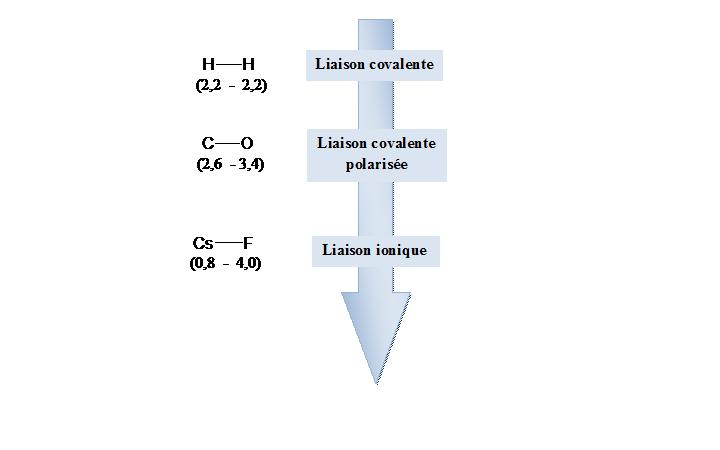 H—H
Liaison covalente
(2,2 - 2,2)
C—O
Liaison covalente
polarisée
(2,6 -3,4)
Cs—F
Liaison ionique
(0,8 - 4,0)